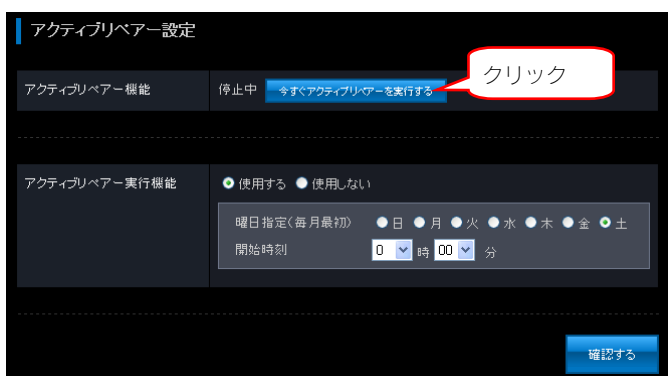 アクティブリペアー設定
アクティブリペアー機能 停止中 今すぐアクティブリペアーを実行する クリック
アクティブリペアー実行機能 使用する 使用しない
曜日指定(毎月最初) 日 月 火 水 木 金 土
開始時刻 0 時 00 分
確認する